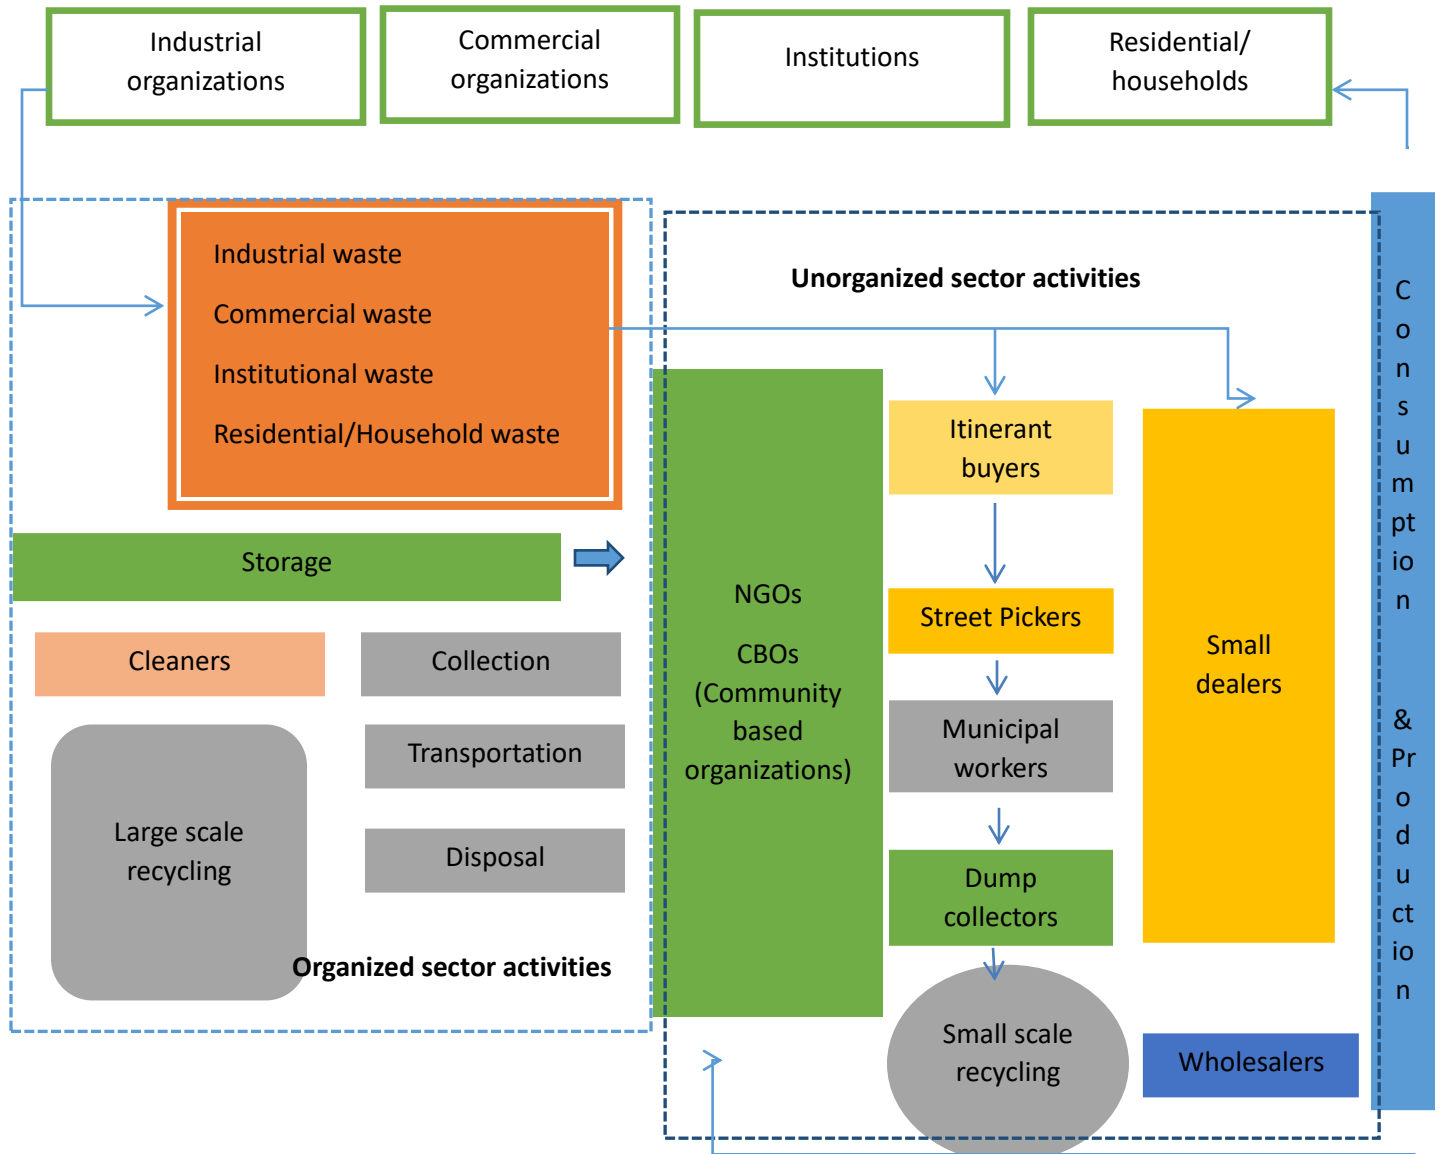 Industrial
organizations
Commercial
organizations
Institutions
Residential/
households
Industrial waste
Commercial waste
Institutional waste
Residential/Household waste
Storage
Cleaners
Collection
Transportation
Disposal
Large scale
recycling
Organized sector activities
Unorganized sector activities
NGOs
CBOs
(Community
based
organizations)
Itinerant
buyers
Street Pickers
Municipal
workers
Dump
collectors
Small scale
recycling
Small
dealers
Wholesalers
C
o
n
s
u
m
pt
io
n
&
Pr
o
d
u
ct
io
n